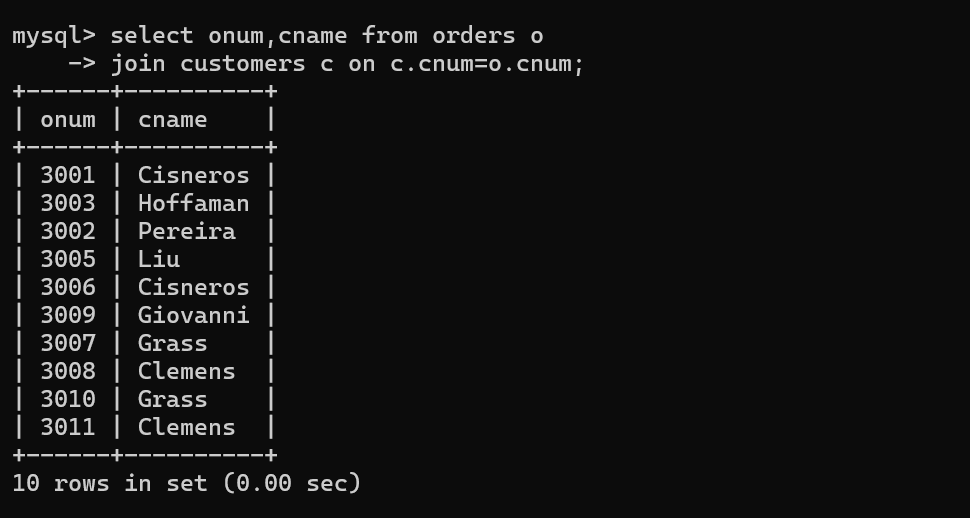 mysql> select onum,cname from orders o
    -> join customers c on c.cnum=o.cnum;
+------+----------+
| onum | cname    |
+------+----------+
| 3001 | Cisneros |
| 3003 | Hoffaman |
| 3002 | Pereira  |
| 3005 | Liu      |
| 3006 | Cisneros |
| 3009 | Giovanni |
| 3007 | Grass    |
| 3008 | Clemens  |
| 3010 | Grass    |
| 3011 | Clemens  |
+------+----------+
10 rows in set (0.00 sec)